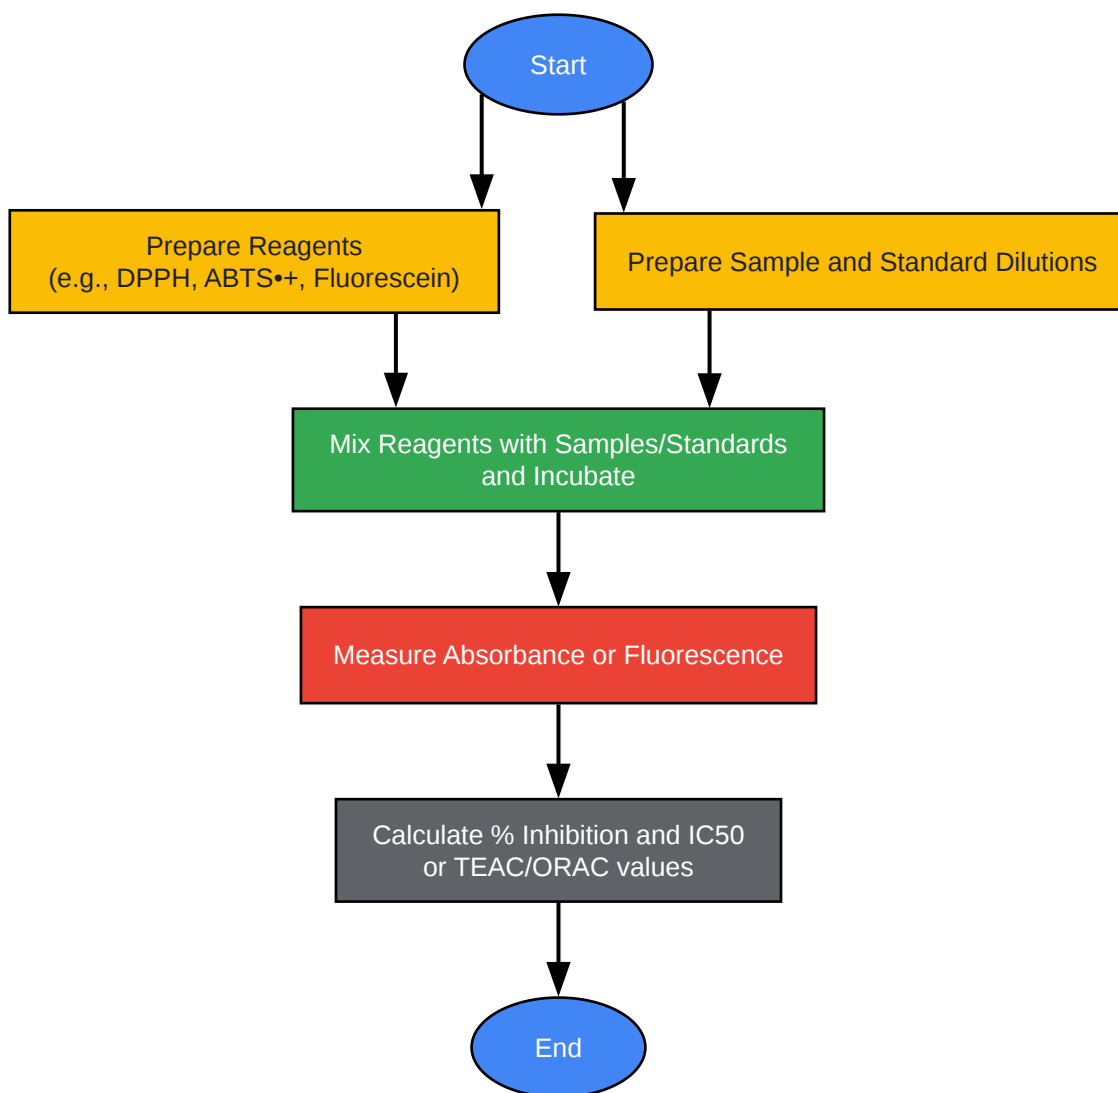 Start
Prepare Reagents
(e.g., DPPH, ABTS•+, Fluorescein)
Prepare Sample and Standard Dilutions
Mix Reagents with Samples/Standards
and Incubate
Measure Absorbance or Fluorescence
Calculate % Inhibition and IC50
or TEAC/ORAC values
End